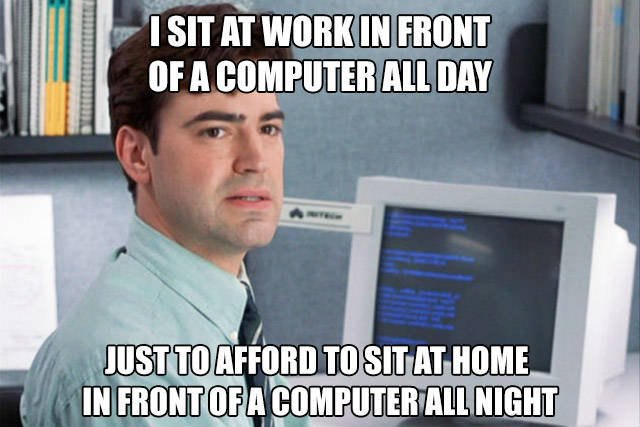 I SIT AT WORK IN FRONT
OF A COMPUTER ALL DAY
INITECH
JUST TO AFFORD TO SIT AT HOME
IN FRONT OF A COMPUTER ALL NIGHT